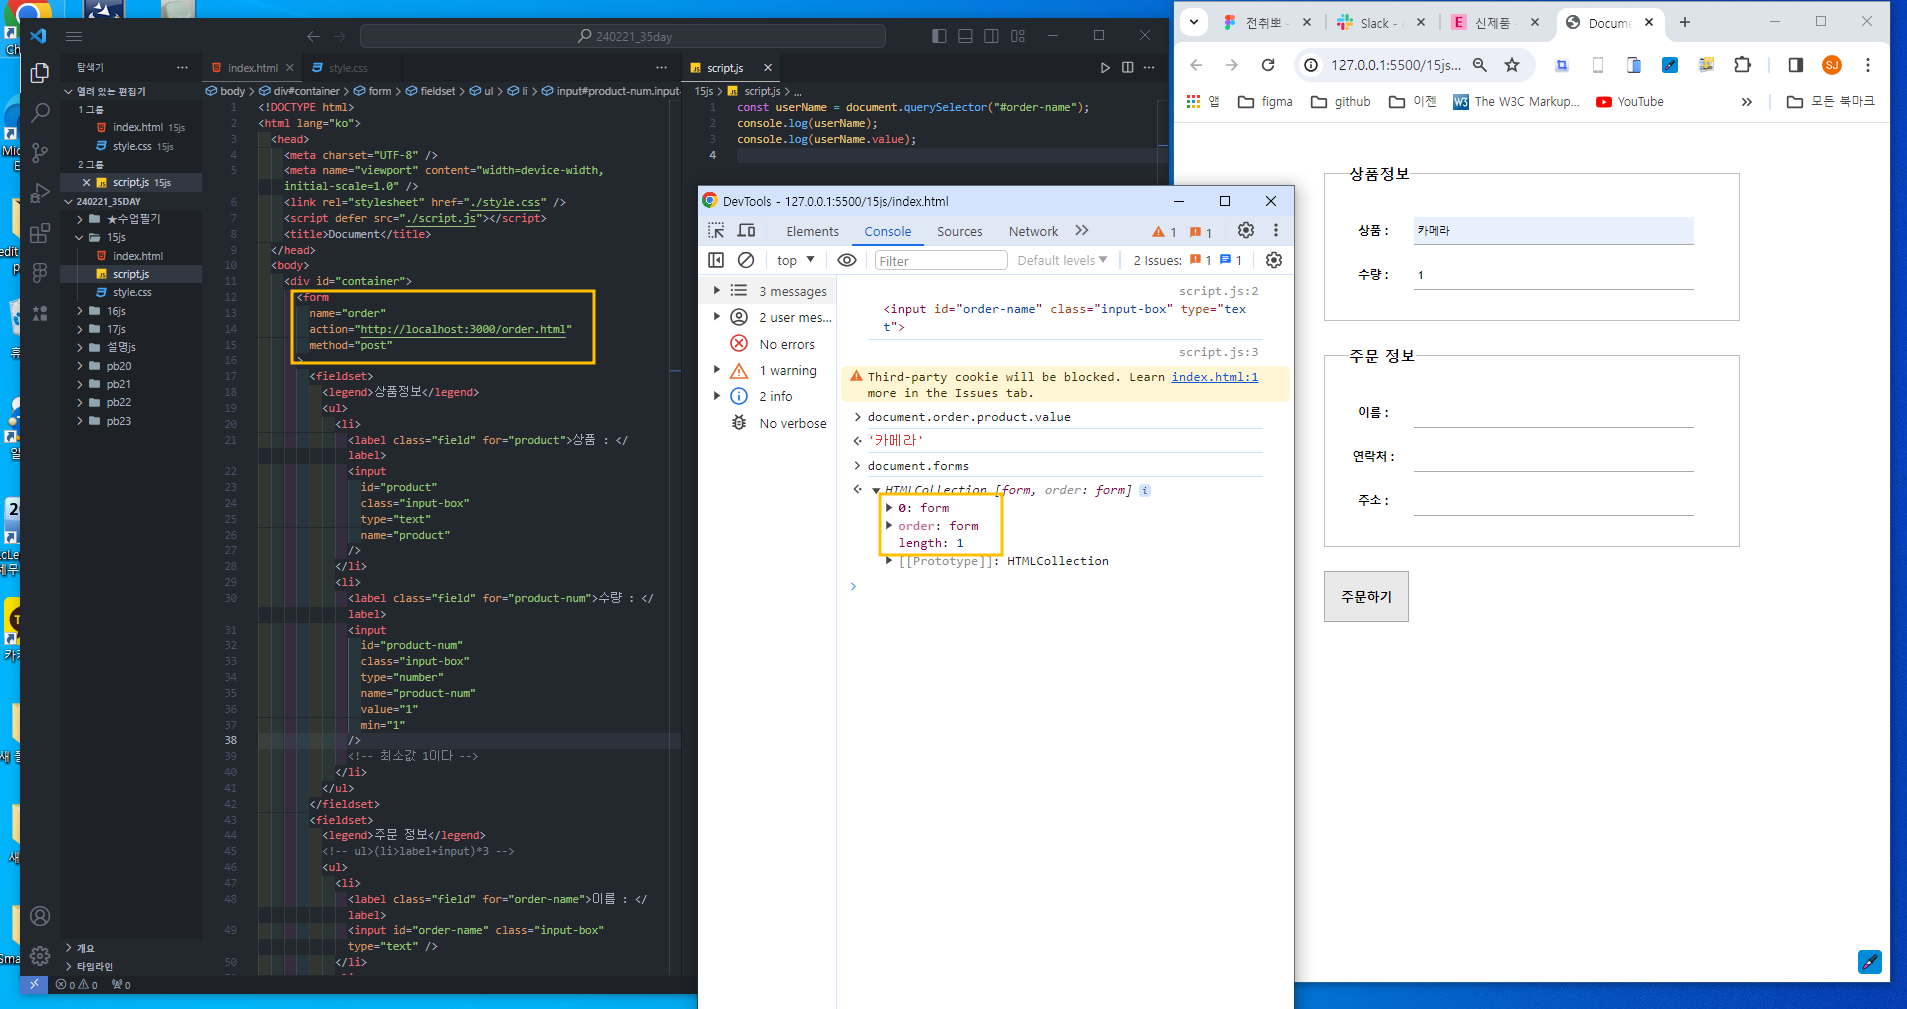 240221_35day
탐색기
열려 있는 편집기
1 그룹
index.html 15js
style.css 15js
2 그룹
script.js 15js
240221_35DAY
★수업필기
15js
index.html
script.js
style.css
16js
17js
설명js
pb20
pb21
pb22
pb23
개요
타임라인
0 0 0
index.html
style.css
body > div#container > form > fieldset > ul > li > input#product-num.input-
1 <!DOCTYPE html>
2 <html lang="ko">
3 <head>
4 <meta charset="UTF-8" />
5 <meta name="viewport" content="width=device-width,
initial-scale=1.0" />
6 <link rel="stylesheet" href="./style.css" />
7 <script defer src="./script.js"></script>
8 <title>Document</title>
9 </head>
10 <body>
11 <div id="container">
12 <form
13 name="order"
14 action="http://localhost:3000/order.html"
15 method="post"
16 >
17 <fieldset>
18 <legend>상품정보</legend>
19 <ul>
20 <li>
21 <label class="field" for="product">상품 : </
label>
22 <input
23 id="product"
24 class="input-box"
25 type="text"
26 name="product"
27 />
28 </li>
29 <li>
30 <label class="field" for="product-num">수량 : </
label>
31 <input
32 id="product-num"
33 class="input-box"
34 type="number"
35 name="product-num"
36 value="1"
37 min="1"
38 />
39 <!-- 최소값 1이다 -->
40 </li>
41 </ul>
42 </fieldset>
43 <fieldset>
44 <legend>주문 정보</legend>
45 <!-- ul>(li>label+input)*3 -->
46 <ul>
47 <li>
48 <label class="field" for="order-name">이름 : </
label>
49 <input id="order-name" class="input-box"
type="text" />
50 </li>
script.js
15js > script.js > ...
1 const userName = document.querySelector("#order-name");
2 console.log(userName);
3 console.log(userName.value);
4
DevTools - 127.0.0.1:5500/15js/index.html
Elements Console Sources Network 1 1
top Filter Default levels 2 Issues: 1 1
3 messages
2 user mes...
No errors
1 warning
2 info
No verbose
script.js:2
<input id="order-name" class="input-box" type="tex
t">
script.js:3
Third-party cookie will be blocked. Learn index.html:1
more in the Issues tab.
document.order.product.value
'카메라'
document.forms
HTMLCollection [form, order: form] i
0: form
order: form
length: 1
[[Prototype]]: HTMLCollection
전취뽀 Slack - 신제품 - Docume
127.0.0.1:5500/15js... SJ
앱 figma github 이젠 The W3C Markup... YouTube 모든 북마크
상품정보
상품 : 카메라
수량 : 1
주문 정보
이름 :
연락처 :
주소 :
주문하기